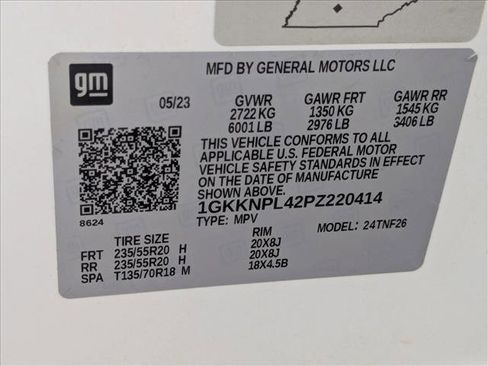 gm
MFD BY GENERAL MOTORS LLC
05/23 GVWR GAWR FRT GAWR RR
2722 KG 1350 KG 1545 KG
6001 LB 2976 LB 3406 LB
THIS VEHICLE CONFORMS TO ALL
APPLICABLE U.S. FEDERAL MOTOR
VEHICLE SAFETY STANDARDS IN EFFECT
ON THE DATE OF MANUFACTURE
SHOWN ABOVE.
8624 1GKKNPL42PZ220414
TYPE: MPV MODEL: 24TNF26
TIRE SIZE RIM
FRT 235/55R20 H 20X8J
RR 235/55R20 H 20X8J
SPA T135/70R18 M 18X4.5B